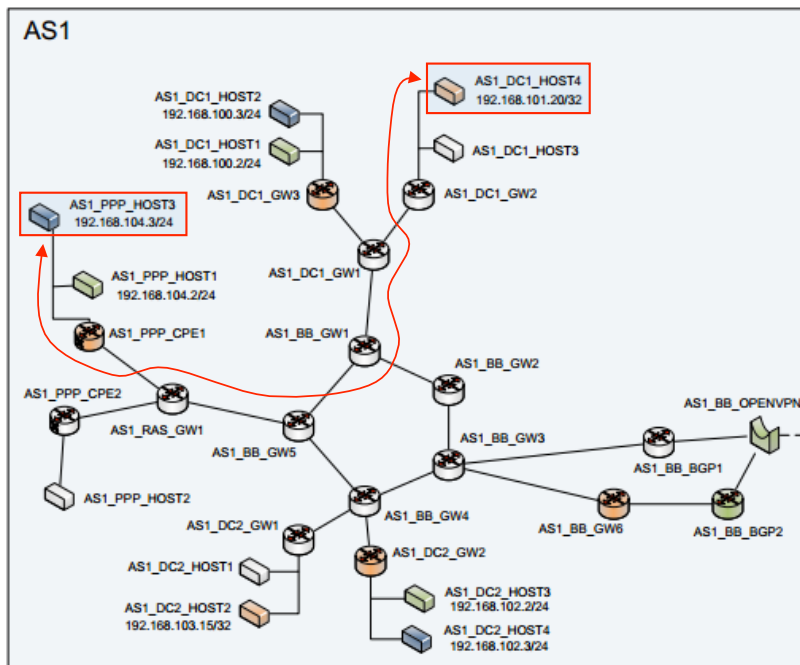 AS1
AS1_DC1_HOST4
192.168.101.20/32
AS1_DC1_HOST2
192.168.100.3/24
AS1_DC1_HOST1
192.168.100.2/24
AS1_DC1_HOST3
AS1_DC1_GW3
AS1_DC1_GW2
AS1_PPP_HOST3
192.168.104.3/24
AS1_DC1_GW1
AS1_PPP_HOST1
192.168.104.2/24
AS1_PPP_CPE1
AS1_BB_GW1
AS1_BB_GW2
AS1_PPP_CPE2
AS1_RAS_GW1
AS1_BB_GW5
AS1_BB_GW3
AS1_BB_OPENVPN
AS1_BB_BGP1
AS1_PPP_HOST2
AS1_DC2_GW1
AS1_BB_GW4
AS1_BB_GW6
AS1_BB_BGP2
AS1_DC2_GW2
AS1_DC2_HOST1
AS1_DC2_HOST2
192.168.103.15/32
AS1_DC2_HOST3
192.168.102.2/24
AS1_DC2_HOST4
192.168.102.3/24